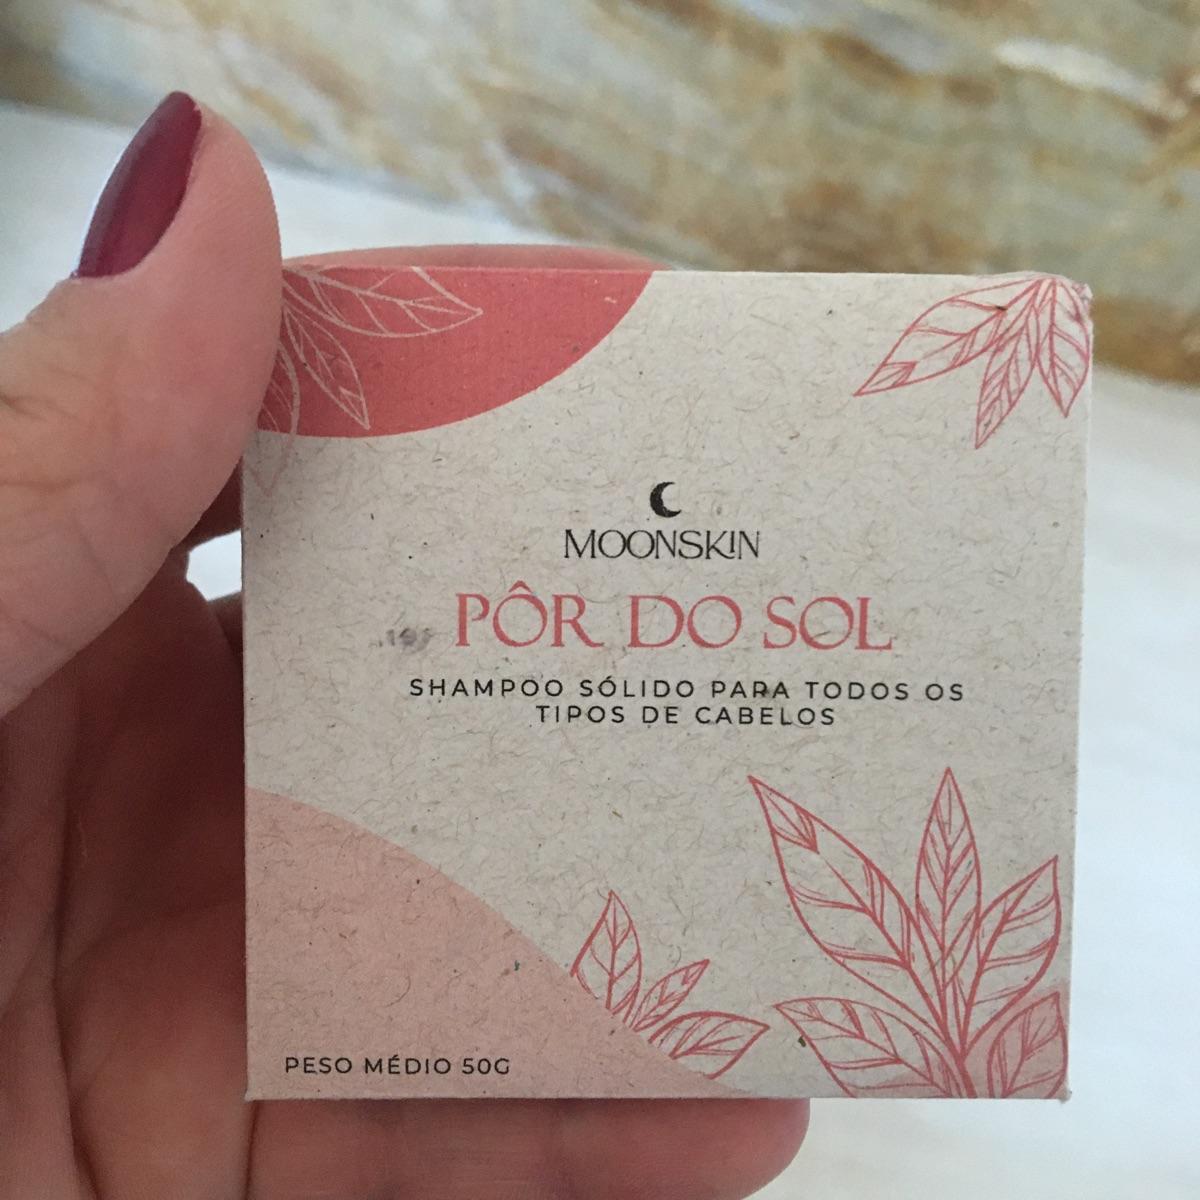 MOONSKIN
PÔR DO SOL
SHAMPOO SÓLIDO PARA TODOS OS
TIPOS DE CABELOS
PESO MÉDIO 50G